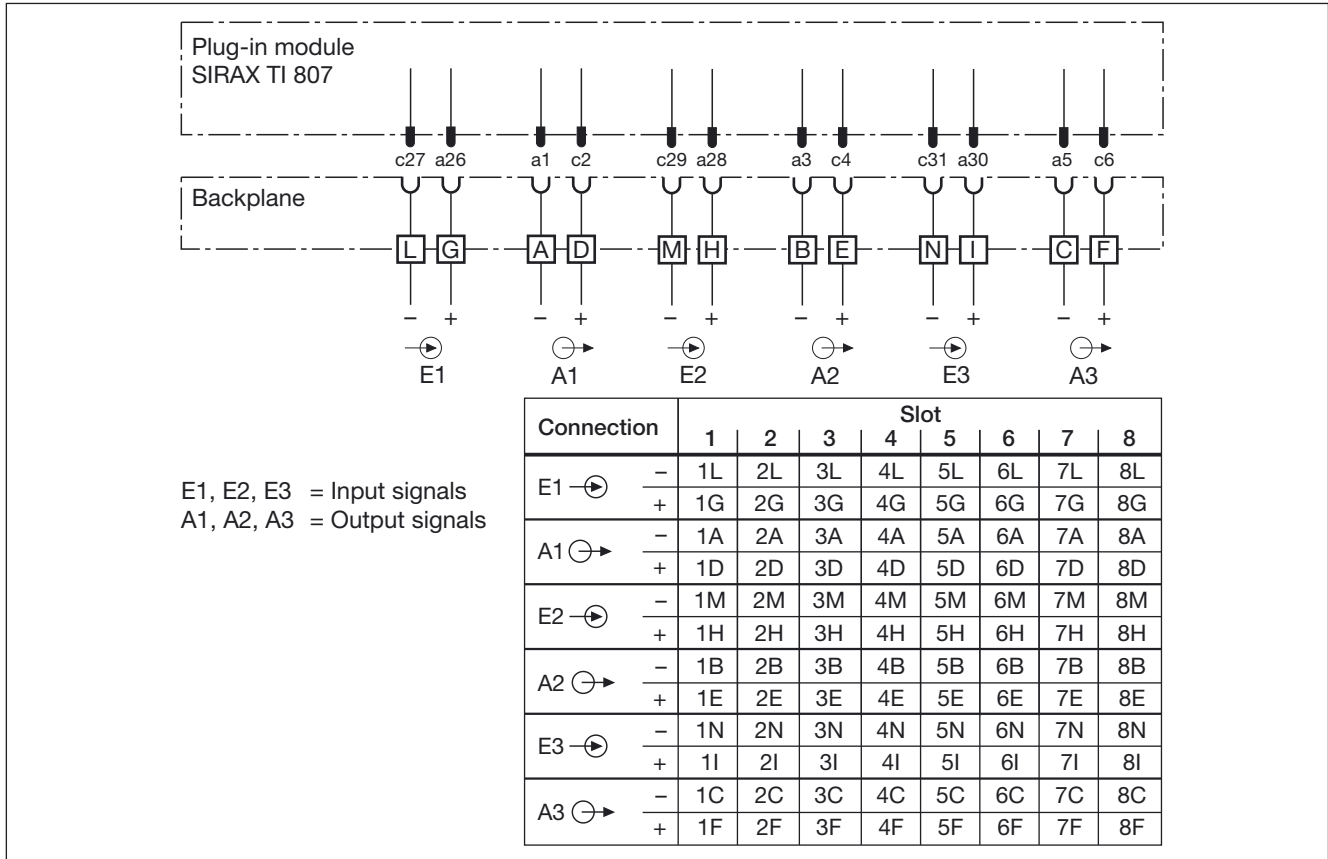 Plug-in module
SIRAX TI 807
c27 a26 a1 c2 c29 a28 a3 c4 c31 a30 a5 c6
Backplane
L G A D M H B E N I C F
– + – + – + – + – + – +
E1 A1 E2 A2 E3 A3
E1, E2, E3 = Input signals
A1, A2, A3 = Output signals
Connection Slot
1 2 3 4 5 6 7 8
E1 – 1L 2L 3L 4L 5L 6L 7L 8L
+ 1G 2G 3G 4G 5G 6G 7G 8G
A1 – 1A 2A 3A 4A 5A 6A 7A 8A
+ 1D 2D 3D 4D 5D 6D 7D 8D
E2 – 1M 2M 3M 4M 5M 6M 7M 8M
+ 1H 2H 3H 4H 5H 6H 7H 8H
A2 – 1B 2B 3B 4B 5B 6B 7B 8B
+ 1E 2E 3E 4E 5E 6E 7E 8E
E3 – 1N 2N 3N 4N 5N 6N 7N 8N
+ 1I 2I 3I 4I 5I 6I 7I 8I
A3 – 1C 2C 3C 4C 5C 6C 7C 8C
+ 1F 2F 3F 4F 5F 6F 7F 8F